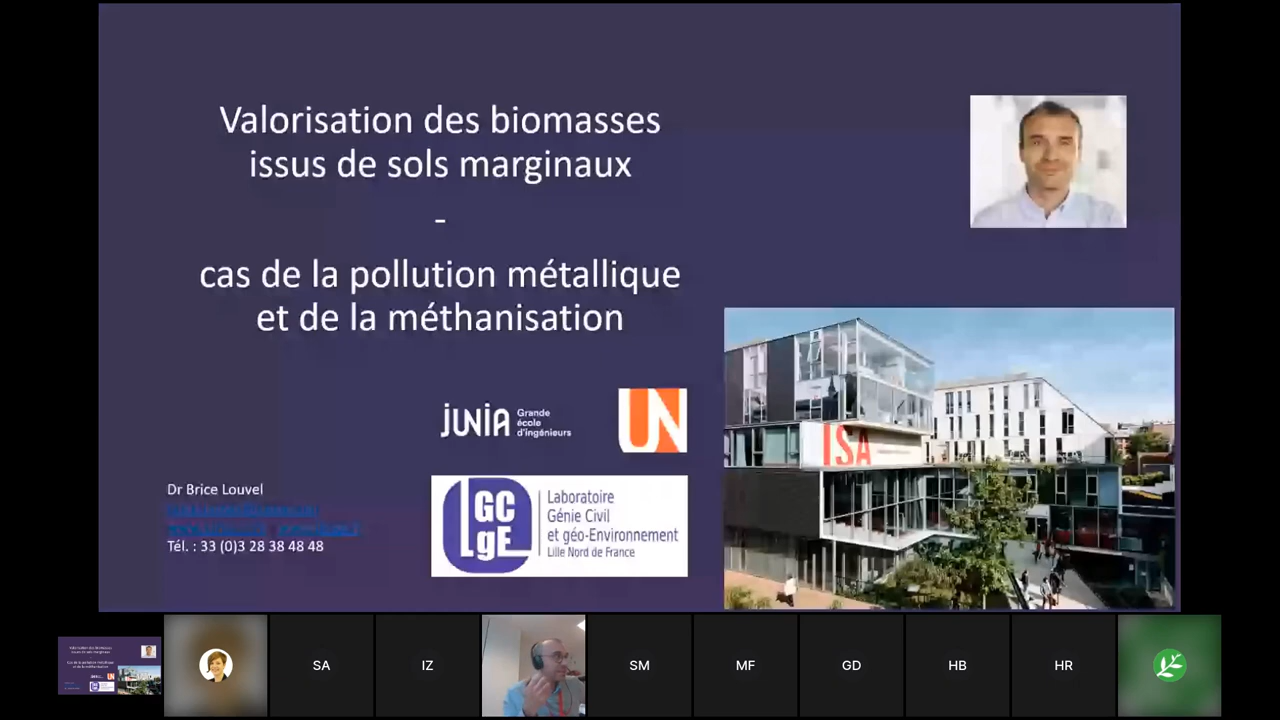 Valorisation des biomasses
issus de sols marginaux
-
cas de la pollution métallique
et de la méthanisation
JUNIA Grande
école
d'ingénieurs
UN
Dr Brice Louvel
Tél. : 33 (0)3 28 38 48 48
LGCgE
Laboratoire
Génie Civil
et géo-Environnement
Lille Nord de France
ISA
SA
IZ
SM
MF
GD
HB
HR